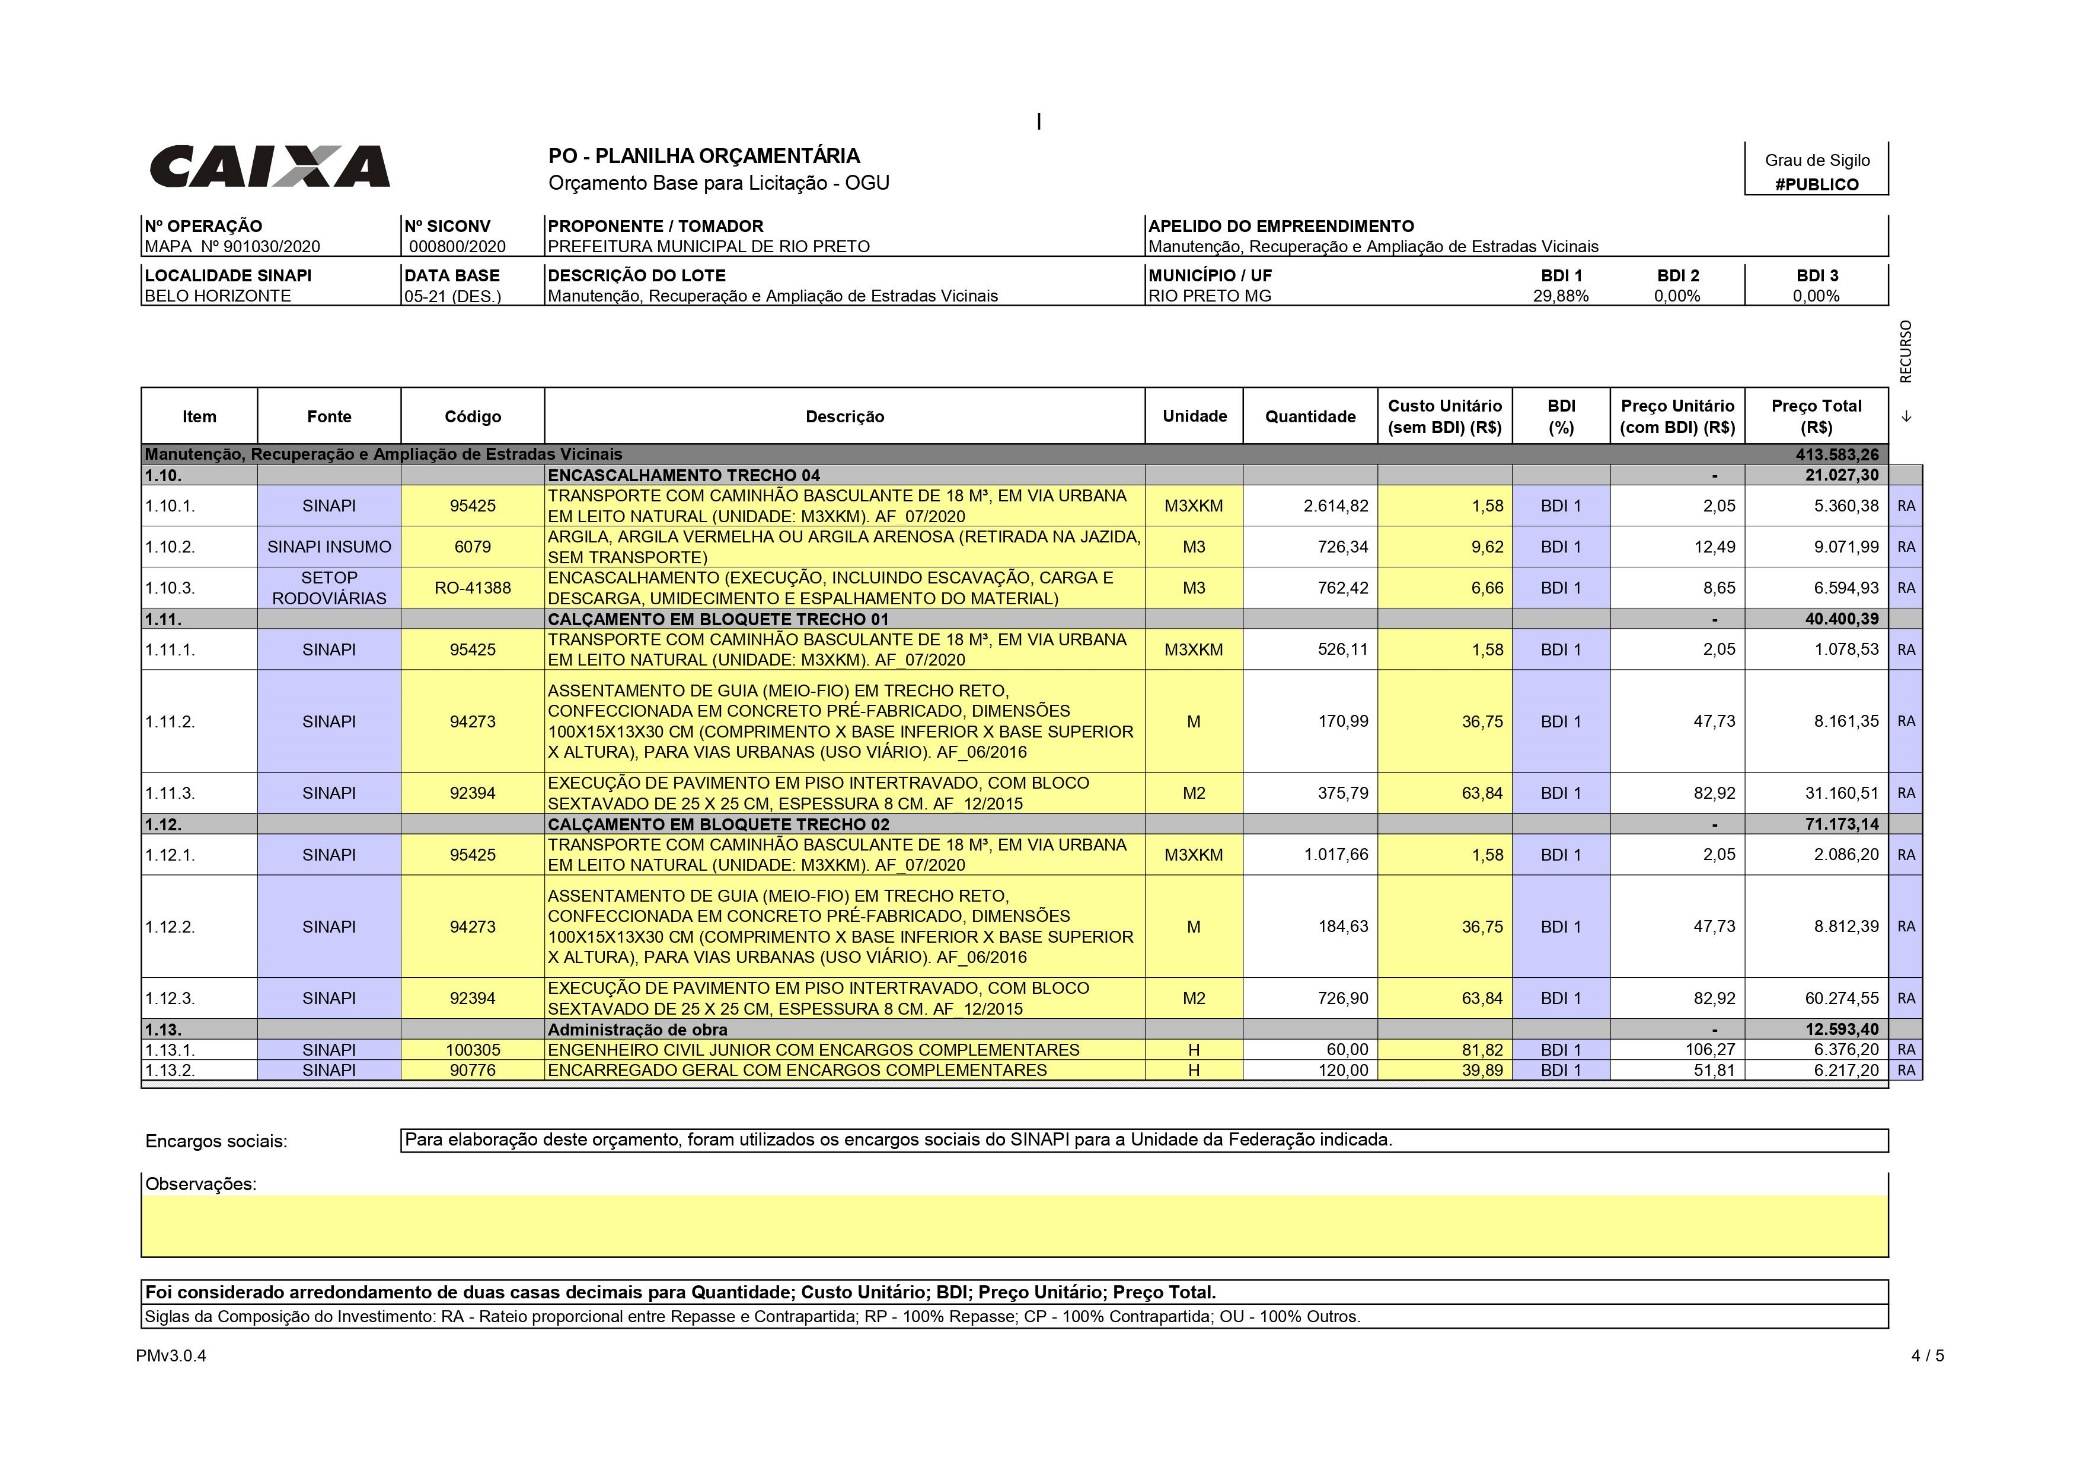 CAIXA
PO - PLANILHA ORÇAMENTÁRIA
Orçamento Base para Licitação - OGU
Grau de Sigilo
#PUBLICO
Nº OPERAÇÃO Nº SICONV PROPONENTE / TOMADOR APELIDO DO EMPREENDIMENTO
MAPA Nº 901030/2020 000800/2020 PREFEITURA MUNICIPAL DE RIO PRETO Manutenção, Recuperação e Ampliação de Estradas Vicinais
LOCALIDADE SINAPI DATA BASE DESCRIÇÃO DO LOTE MUNICÍPIO / UF BDI 1 BDI 2 BDI 3
BELO HORIZONTE 05-21 (DES.) Manutenção, Recuperação e Ampliação de Estradas Vicinais RIO PRETO MG 29,88% 0,00% 0,00%
RECURSO
↓
Item Fonte Código Descrição Unidade Quantidade Custo Unitário (sem BDI) (R$) BDI (%) Preço Unitário (com BDI) (R$) Preço Total (R$)
Manutenção, Recuperação e Ampliação de Estradas Vicinais 413.583,26
1.10. ENCASCALHAMENTO TRECHO 04 - 21.027,30
1.10.1. SINAPI 95425 TRANSPORTE COM CAMINHÃO BASCULANTE DE 18 M³, EM VIA URBANA
EM LEITO NATURAL (UNIDADE: M3XKM). AF_07/2020 M3XKM 2.614,82 1,58 BDI 1 2,05 5.360,38 RA
1.10.2. SINAPI INSUMO 6079 ARGILA, ARGILA VERMELHA OU ARGILA ARENOSA (RETIRADA NA JAZIDA,
SEM TRANSPORTE) M3 726,34 9,62 BDI 1 12,49 9.071,99 RA
1.10.3. SETOP RODOVIÁRIAS RO-41388 ENCASCALHAMENTO (EXECUÇÃO, INCLUINDO ESCAVAÇÃO, CARGA E
DESCARGA, UMIDECIMENTO E ESPALHAMENTO DO MATERIAL) M3 762,42 6,66 BDI 1 8,65 6.594,93 RA
1.11. CALÇAMENTO EM BLOQUETE TRECHO 01 - 40.400,39
1.11.1. SINAPI 95425 TRANSPORTE COM CAMINHÃO BASCULANTE DE 18 M³, EM VIA URBANA
EM LEITO NATURAL (UNIDADE: M3XKM). AF_07/2020 M3XKM 526,11 1,58 BDI 1 2,05 1.078,53 RA
1.11.2. SINAPI 94273 ASSENTAMENTO DE GUIA (MEIO-FIO) EM TRECHO RETO,
CONFECCIONADA EM CONCRETO PRÉ-FABRICADO, DIMENSÕES
100X15X13X30 CM (COMPRIMENTO X BASE INFERIOR X BASE SUPERIOR
X ALTURA), PARA VIAS URBANAS (USO VIÁRIO). AF_06/2016 M 170,99 36,75 BDI 1 47,73 8.161,35 RA
1.11.3. SINAPI 92394 EXECUÇÃO DE PAVIMENTO EM PISO INTERTRAVADO, COM BLOCO
SEXTAVADO DE 25 X 25 CM, ESPESSURA 8 CM. AF_12/2015 M2 375,79 63,84 BDI 1 82,92 31.160,51 RA
1.12. CALÇAMENTO EM BLOQUETE TRECHO 02 - 71.173,14
1.12.1. SINAPI 95425 TRANSPORTE COM CAMINHÃO BASCULANTE DE 18 M³, EM VIA URBANA
EM LEITO NATURAL (UNIDADE: M3XKM). AF_07/2020 M3XKM 1.017,66 1,58 BDI 1 2,05 2.086,20 RA
1.12.2. SINAPI 94273 ASSENTAMENTO DE GUIA (MEIO-FIO) EM TRECHO RETO,
CONFECCIONADA EM CONCRETO PRÉ-FABRICADO, DIMENSÕES
100X15X13X30 CM (COMPRIMENTO X BASE INFERIOR X BASE SUPERIOR
X ALTURA), PARA VIAS URBANAS (USO VIÁRIO). AF_06/2016 M 184,63 36,75 BDI 1 47,73 8.812,39 RA
1.12.3. SINAPI 92394 EXECUÇÃO DE PAVIMENTO EM PISO INTERTRAVADO, COM BLOCO
SEXTAVADO DE 25 X 25 CM, ESPESSURA 8 CM. AF_12/2015 M2 726,90 63,84 BDI 1 82,92 60.274,55 RA
1.13. Administração de obra - 12.593,40
1.13.1. SINAPI 100305 ENGENHEIRO CIVIL JUNIOR COM ENCARGOS COMPLEMENTARES H 60,00 81,82 BDI 1 106,27 6.376,20 RA
1.13.2. SINAPI 90776 ENCARREGADO GERAL COM ENCARGOS COMPLEMENTARES H 120,00 39,89 BDI 1 51,81 6.217,20 RA
Encargos sociais: Para elaboração deste orçamento, foram utilizados os encargos sociais do SINAPI para a Unidade da Federação indicada.
Observações:
Foi considerado arredondamento de duas casas decimais para Quantidade; Custo Unitário; BDI; Preço Unitário; Preço Total.
Siglas da Composição do Investimento: RA - Rateio proporcional entre Repasse e Contrapartida; RP - 100% Repasse; CP - 100% Contrapartida; OU - 100% Outros.
PMv3.0.4 4 / 5